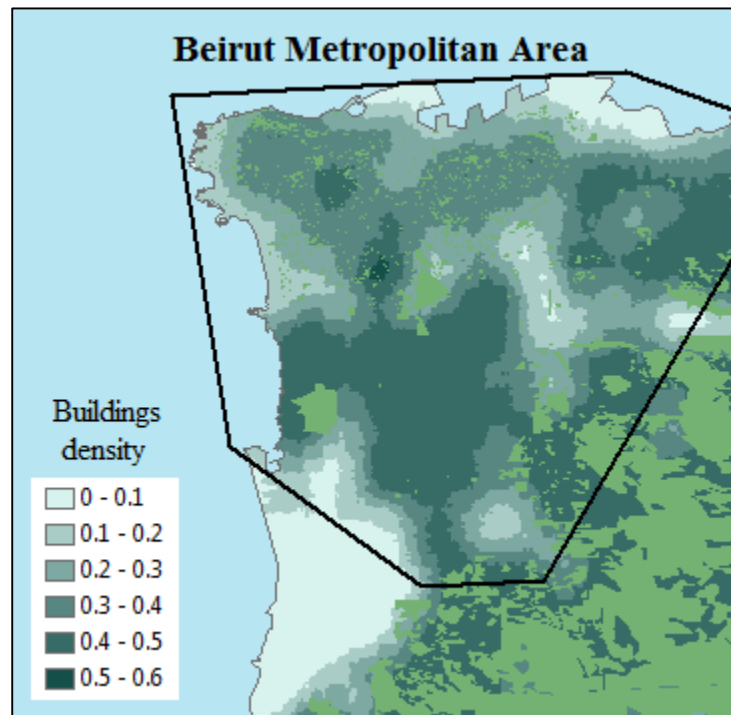 Beirut Metropolitan Area
Buildings
density
0 - 0.1
0.1 - 0.2
0.2 - 0.3
0.3 - 0.4
0.4 - 0.5
0.5 - 0.6